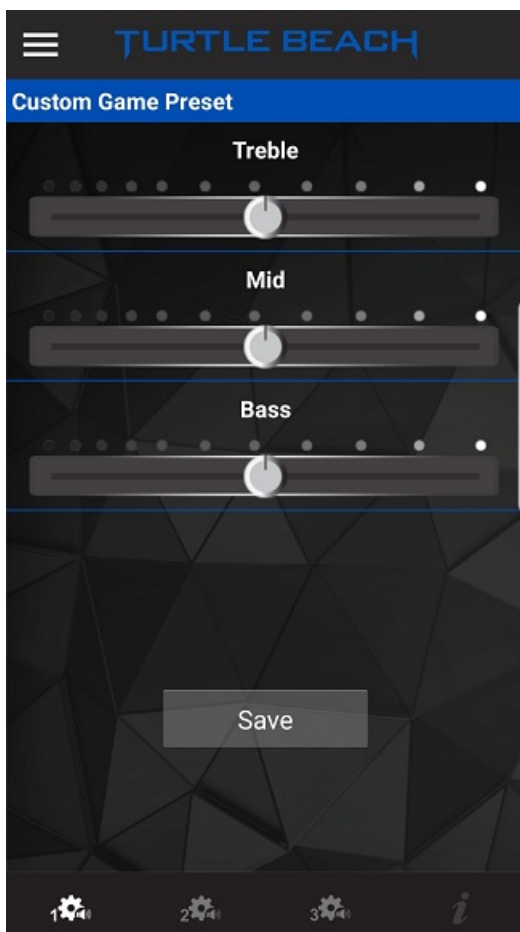 TURTLE BEACH
Custom Game Preset
Treble
Mid
Bass
Save
1 2 3 i